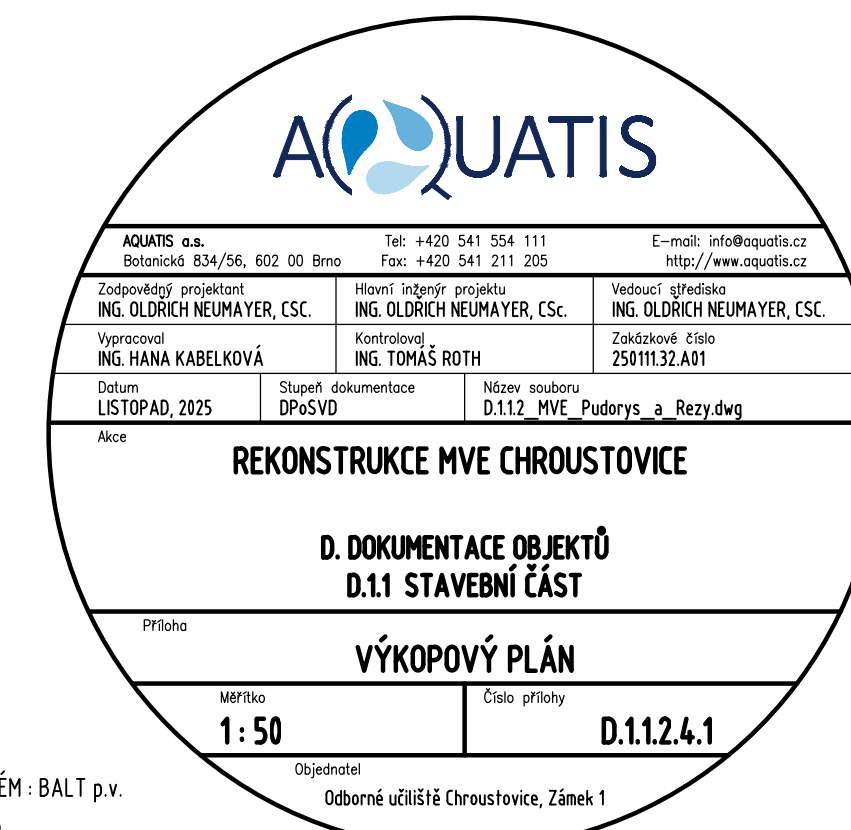 AQUATIS
AQUATIS a.s. Tel: +420 541 554 111 E-mail: info@aquatis.cz
Botanická 834/56, 602 00 Brno Fax: +420 541 211 205 http://www.aquatis.cz
Zodpovědný projektant Hlavní inženýr projektu Vedoucí střediska
ING. OLDŘICH NEUMAYER, CSC. ING. OLDŘICH NEUMAYER, CSc. ING. OLDŘICH NEUMAYER, CSC.
Vypracoval Kontroloval Zakázkové číslo
ING. HANA KABELKOVÁ ING. TOMÁŠ ROTH 250111.32.A01
Datum Stupeň dokumentace Název souboru
LISTOPAD, 2025 DPoSVD D.1.1.2_MVE_Pudorys_a_Rezy.dwg
Akce
REKONSTRUKCE MVE CHROUSTOVICE
D. DOKUMENTACE OBJEKTŮ
D.1.1 STAVEBNÍ ČÁST
Příloha
VÝKOPOVÝ PLÁN
Měřítko Číslo přílohy
1 : 50 D.1.1.2.4.1
Objednatel
Odborné učiliště Chroustovice, Zámek 1
ÉM : BALT p.v.